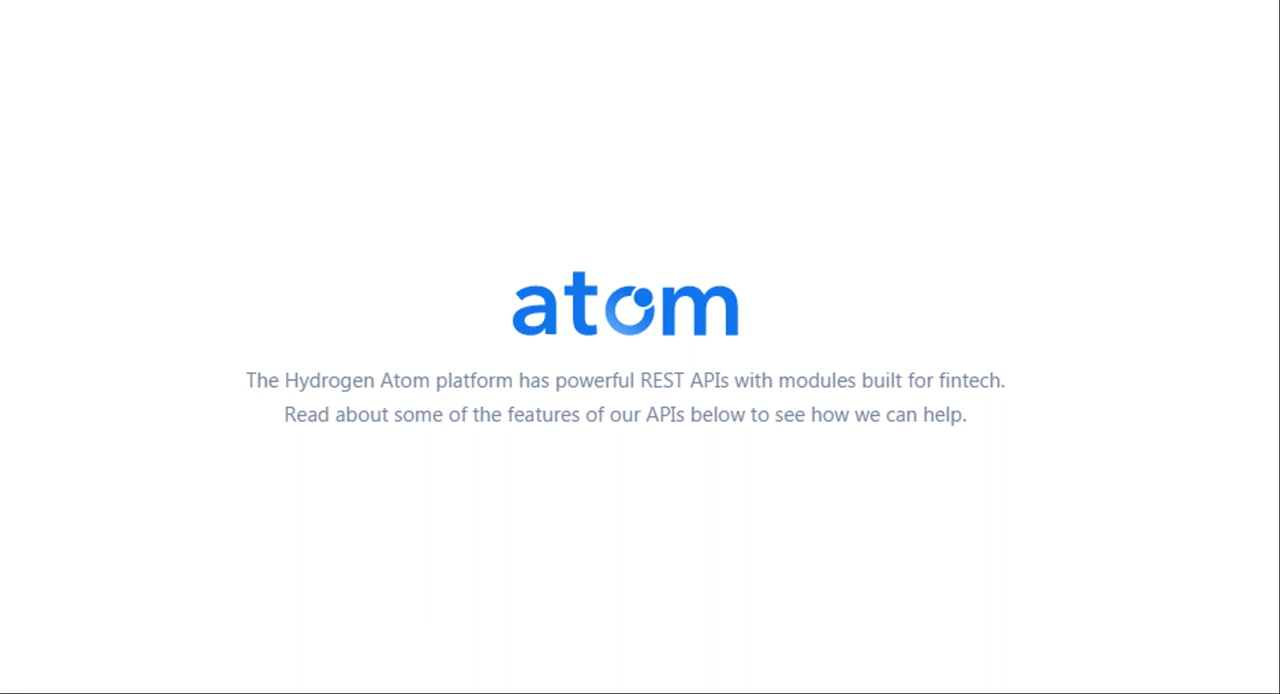 atom
The Hydrogen Atom platform has powerful REST APIs with modules built for fintech.
Read about some of the features of our APIs below to see how we can help.